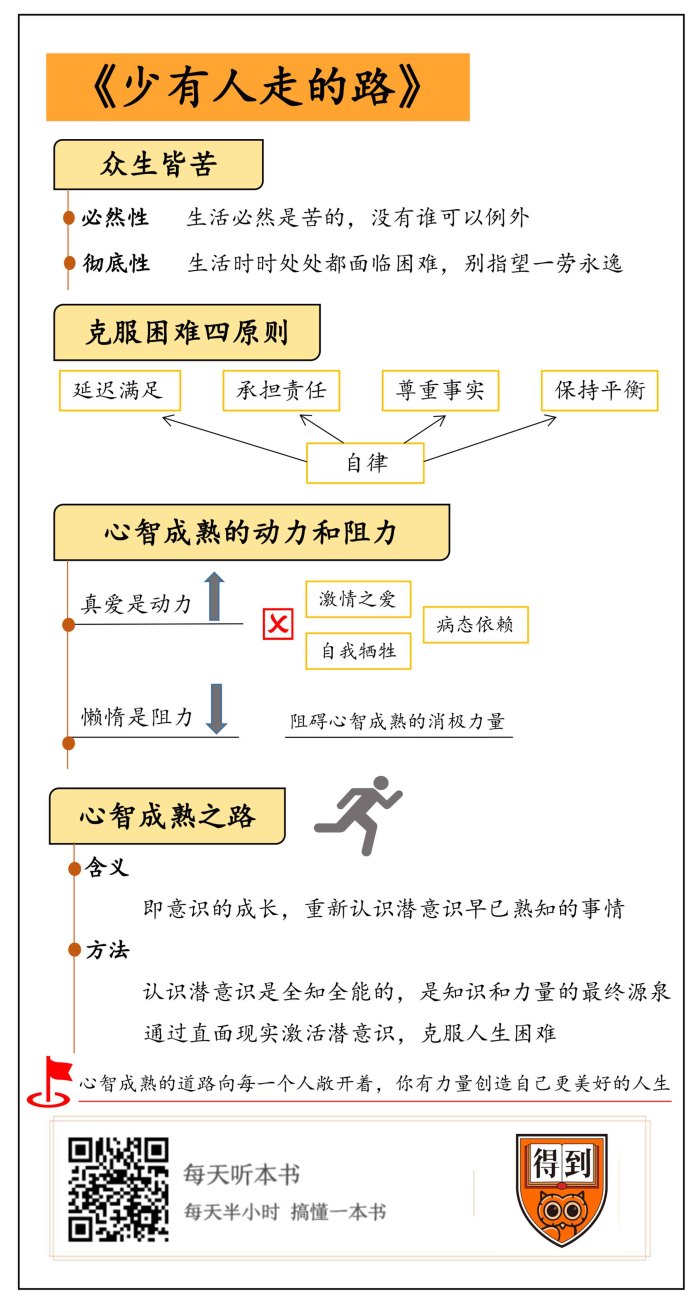 《少有人走的路》
众生皆苦
必然性 生活必然是苦的，没有谁可以例外
彻底性 生活时时处处都面临困难，别指望一劳永逸
克服困难四原则
延迟满足 承担责任 尊重事实 保持平衡
自律
心智成熟的动力和阻力
真爱是动力
激情之爱
病态依赖
自我牺牲
懒惰是阻力 阻碍心智成熟的消极力量
心智成熟之路
含义
即意识的成长，重新认识潜意识早已熟知的事情
方法
认识潜意识是全知全能的，是知识和力量的最终源泉
通过直面现实激活潜意识，克服人生困难
心智成熟的道路向每一个人敞开着，你有力量创造自己更美好的人生
每天听本书
每天半小时 搞懂一本书
得到